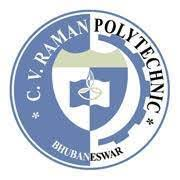 * C. V. RAMAN POLYTECHNIC *
BHUBANESWAR